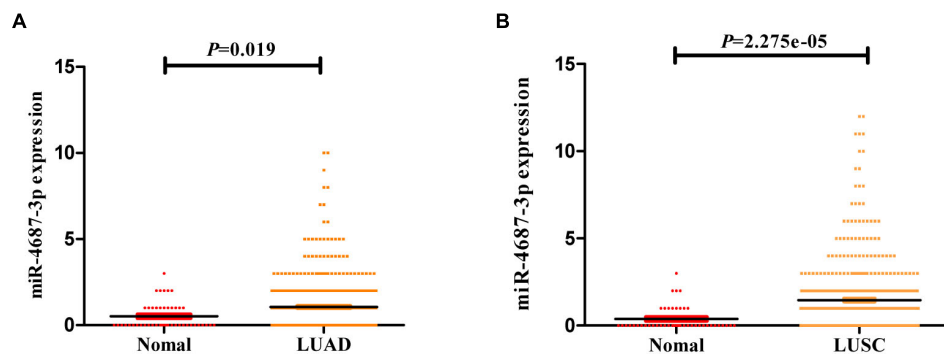 A
P=0.019
miR-4687-3p expression
15
10
5
0
Nomal
LUAD
B
P=2.275e-05
miR-4687-3p expression
15
10
5
0
Nomal
LUSC